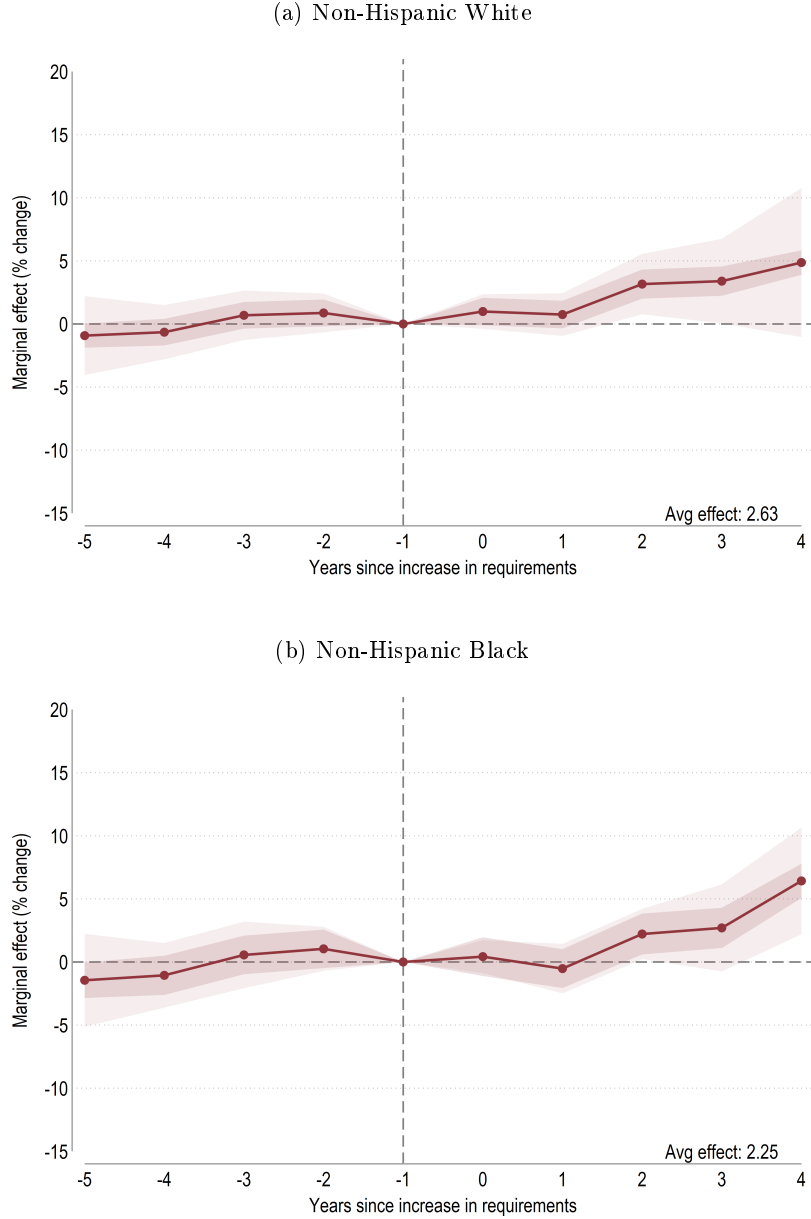 (a) Non-Hispanic White
20
15
10
5
0
-5
-10
-15
Marginal effect (% change)
Avg effect: 2.63
-5 -4 -3 -2 -1 0 1 2 3 4
Years since increase in requirements
(b) Non-Hispanic Black
20
15
10
5
0
-5
-10
-15
Marginal effect (% change)
Avg effect: 2.25
-5 -4 -3 -2 -1 0 1 2 3 4
Years since increase in requirements